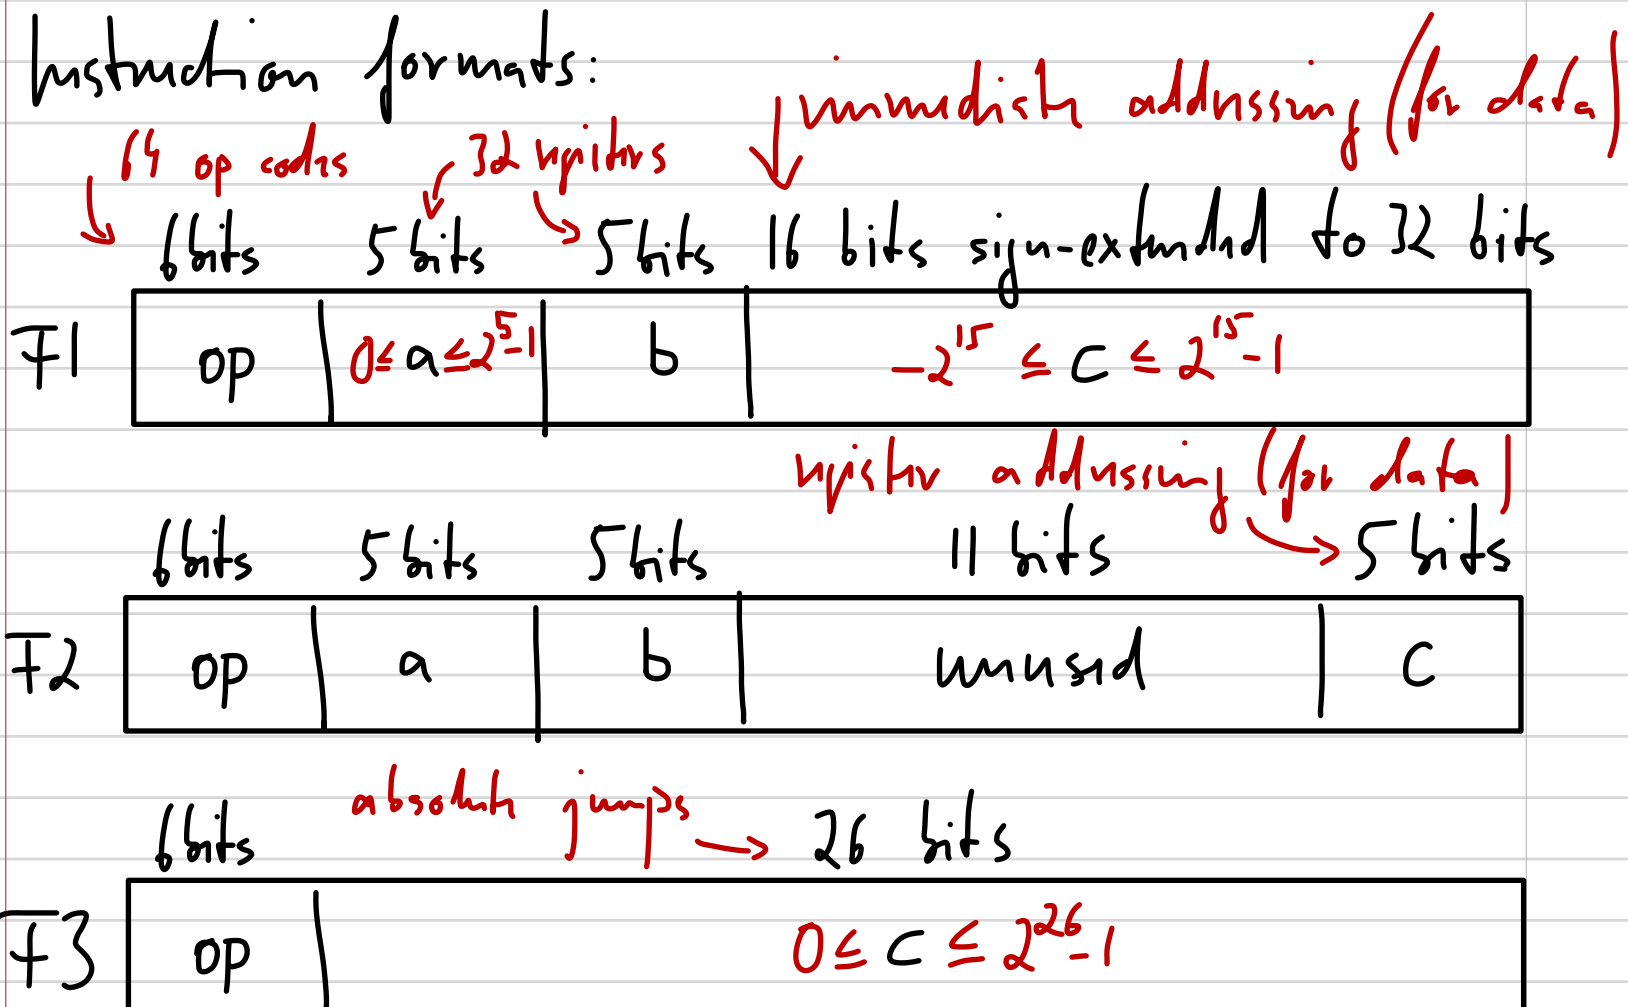 Instruction formats:
immediate addressing (for data)
64 op codes 32 registers
6 bits 5 bits 5 bits 16 bits sign-extended to 32 bits
F1 op 0 ≤ a ≤ 2^5-1 b -2^15 ≤ c ≤ 2^15-1
register addressing (for data)
6 bits 5 bits 5 bits 11 bits 5 bits
F2 op a b unused c
absolute jumps
6 bits 26 bits
F3 op 0 ≤ c ≤ 2^26-1